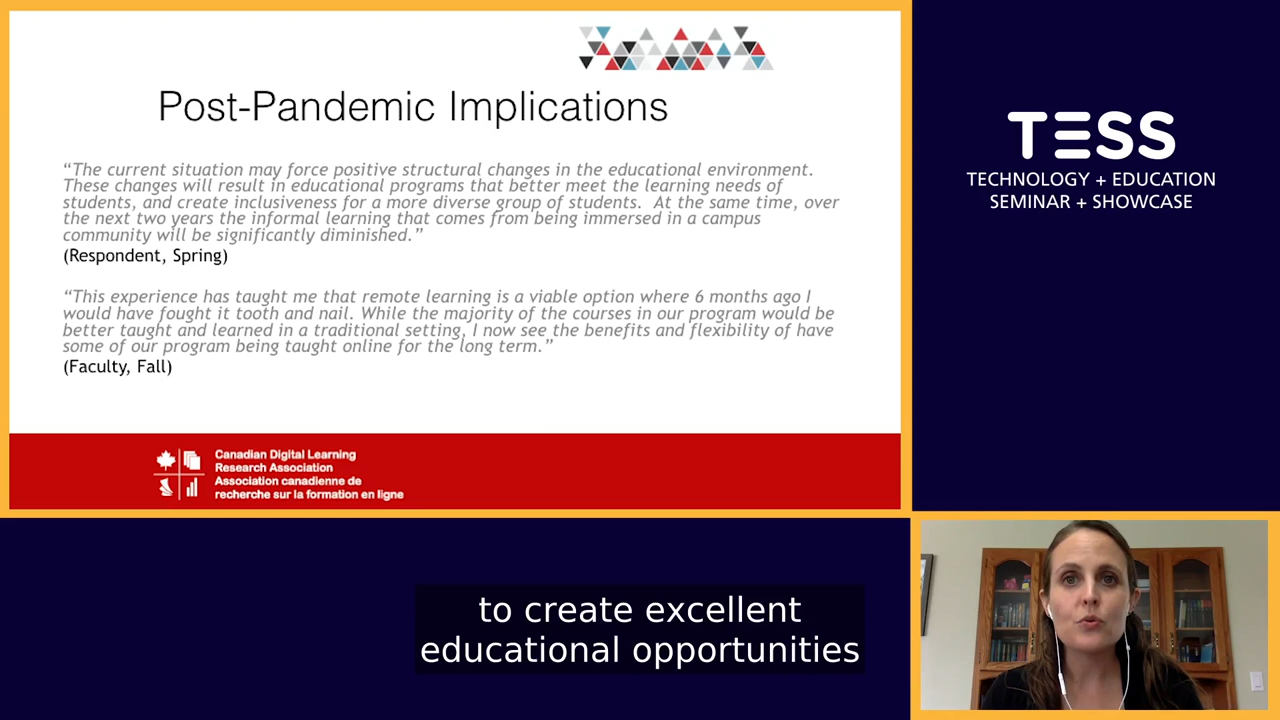 Post-Pandemic Implications
“The current situation may force positive structural changes in the educational environment.
These changes will result in educational programs that better meet the learning needs of
students, and create inclusiveness for a more diverse group of students.  At the same time, over
the next two years the informal learning that comes from being immersed in a campus
community will be significantly diminished.”
(Respondent, Spring)
“This experience has taught me that remote learning is a viable option where 6 months ago I
would have fought it tooth and nail. While the majority of the courses in our program would be
better taught and learned in a traditional setting, I now see the benefits and flexibility of have
some of our program being taught online for the long term.”
(Faculty, Fall)
Canadian Digital Learning
Research Association
Association canadienne de
recherche sur la formation en ligne
TESS
TECHNOLOGY + EDUCATION
SEMINAR + SHOWCASE
to create excellent
educational opportunities